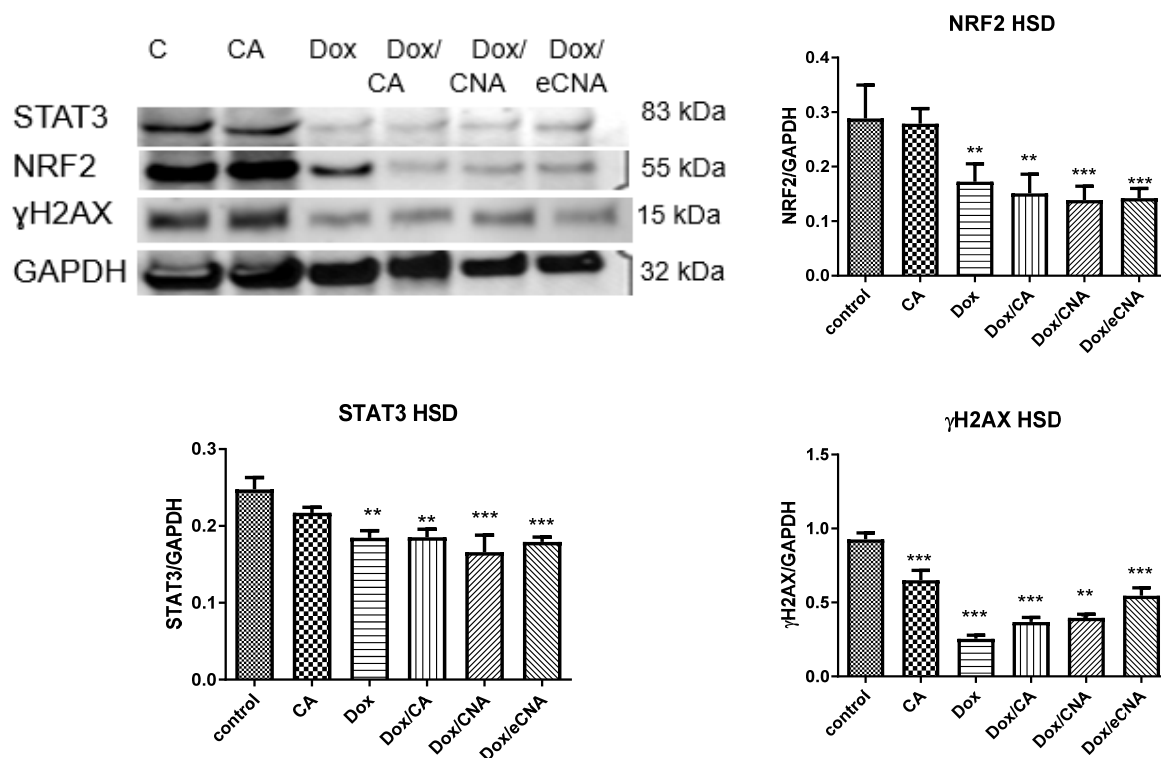 C CA Dox Dox/ Dox/ Dox/
CA CNA eCNA
STAT3 83 kDa
NRF2 55 kDa
ɣH2AX 15 kDa
GAPDH 32 kDa
NRF2 HSD
NRF2/GAPDH
0.4
0.3
0.2
0.1
0.0
** ** *** ***
control CA Dox Dox/CA Dox/CNA Dox/eCNA
STAT3 HSD
STAT3/GAPDH
0.3
0.2
0.1
0.0
** ** *** ***
control CA Dox Dox/CA Dox/CNA Dox/eCNA
γH2AX HSD
γH2AX/GAPDH
1.5
1.0
0.5
0.0
*** *** *** ** ***
control CA Dox Dox/CA Dox/CNA Dox/eCNA